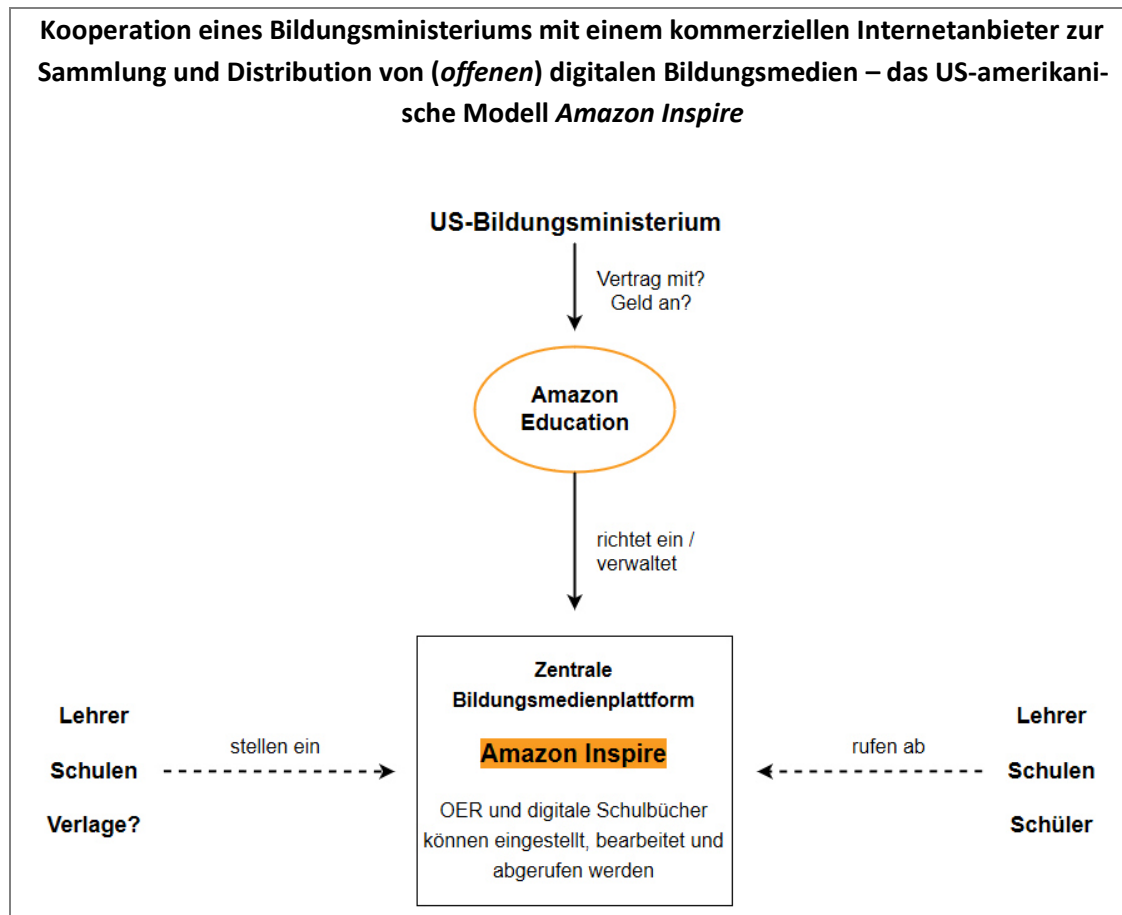 Kooperation eines Bildungsministeriums mit einem kommerziellen Internetanbieter zur
Sammlung und Distribution von (offenen) digitalen Bildungsmedien – das US-amerikani-
sche Modell Amazon Inspire
US-Bildungsministerium
Vertrag mit?
Geld an?
Amazon
Education
richtet ein /
verwaltet
Lehrer
Schulen
Verlage?
stellen ein
Zentrale
Bildungsmedienplattform
Amazon Inspire
OER und digitale Schulbücher
können eingestellt, bearbeitet und
abgerufen werden
rufen ab
Lehrer
Schulen
Schüler